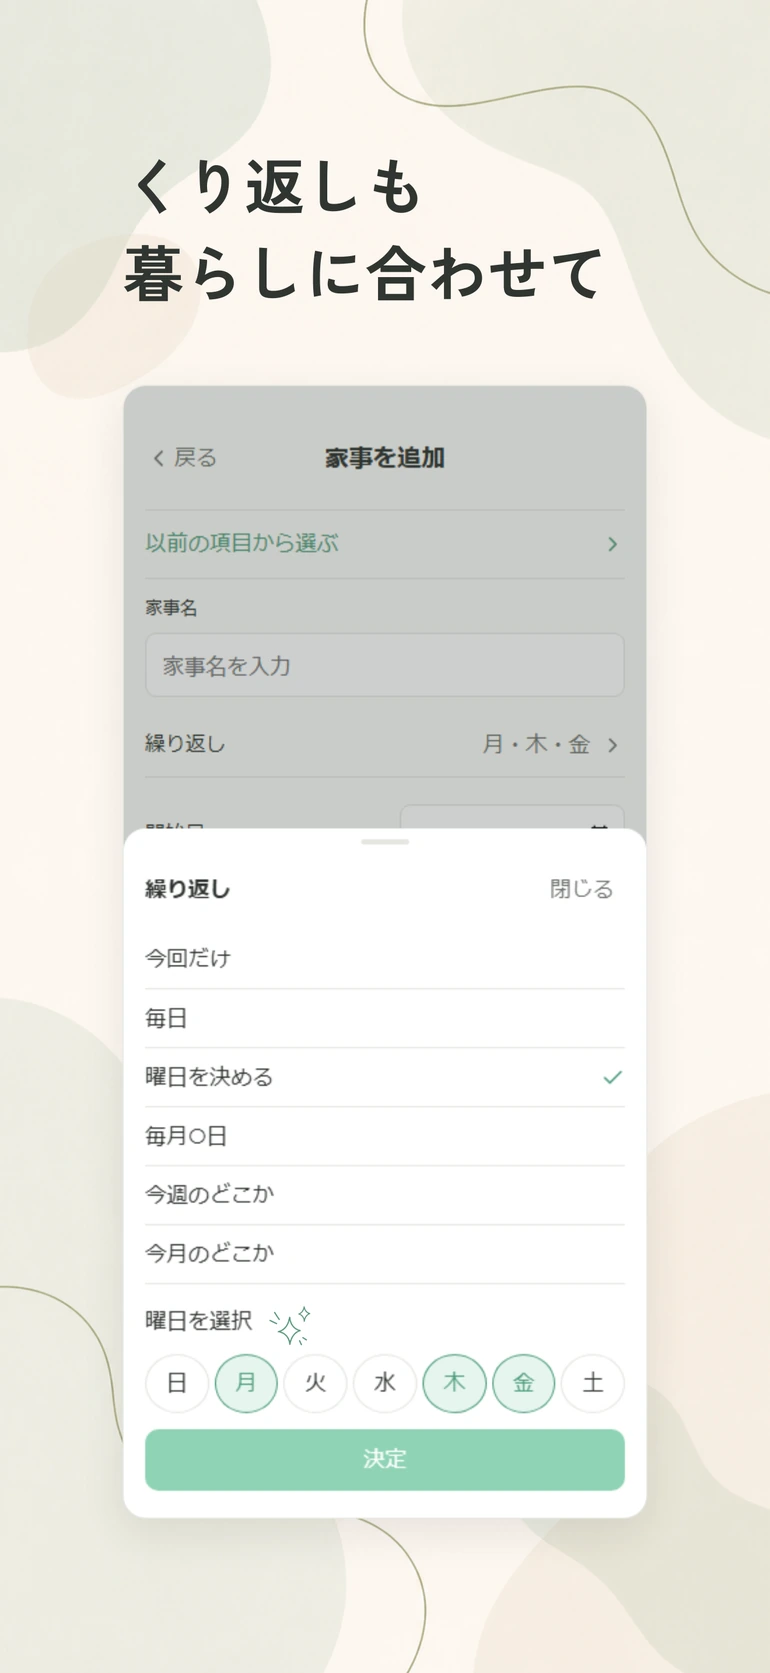 くり返しも
暮らしに合わせて
戻る
家事を追加
以前の項目から選ぶ
家事名
家事名を入力
繰り返し
月・木・金
繰り返し
閉じる
今回だけ
毎日
曜日を決める
毎月○日
今週のどこか
今月のどこか
曜日を選択
日 月 火 水 木 金 土
決定